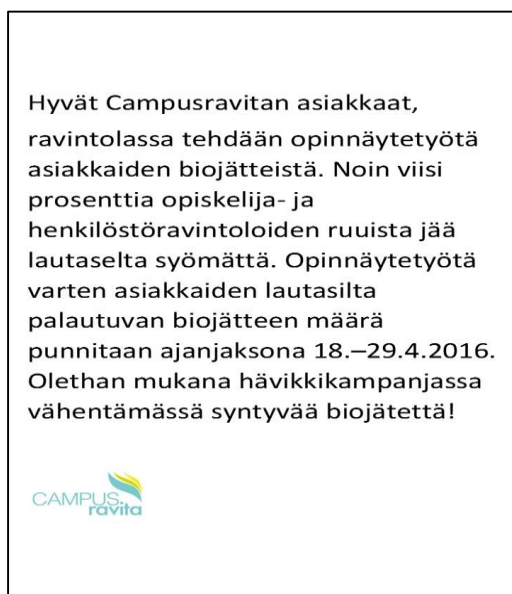 Hyvät Campusravitan asiakkaat,
ravintolassa tehdään opinnäytetyötä
asiakkaiden biojätteistä. Noin viisi
prosenttia opiskelija- ja
henkilöstöravintoloiden ruuista jää
lautaselta syömättä. Opinnäytetyötä
varten asiakkaiden lautasilta
palautuvan biojätteen määrä
punnitaan ajanjaksona 18.–29.4.2016.
Olethan mukana hävikkikampanjassa
vähentämässä syntyvää biojätettä!
CAMPUS
ravita